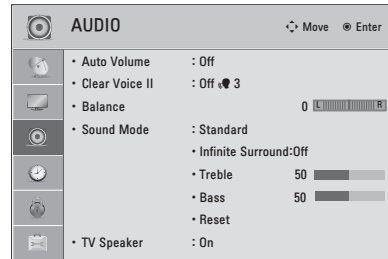 AUDIO Move Enter
• Auto Volume : Off
• Clear Voice II : Off 3
• Balance 0 L R
• Sound Mode : Standard
• Infinite Surround:Off
• Treble 50
• Bass 50
• Reset
• TV Speaker : On